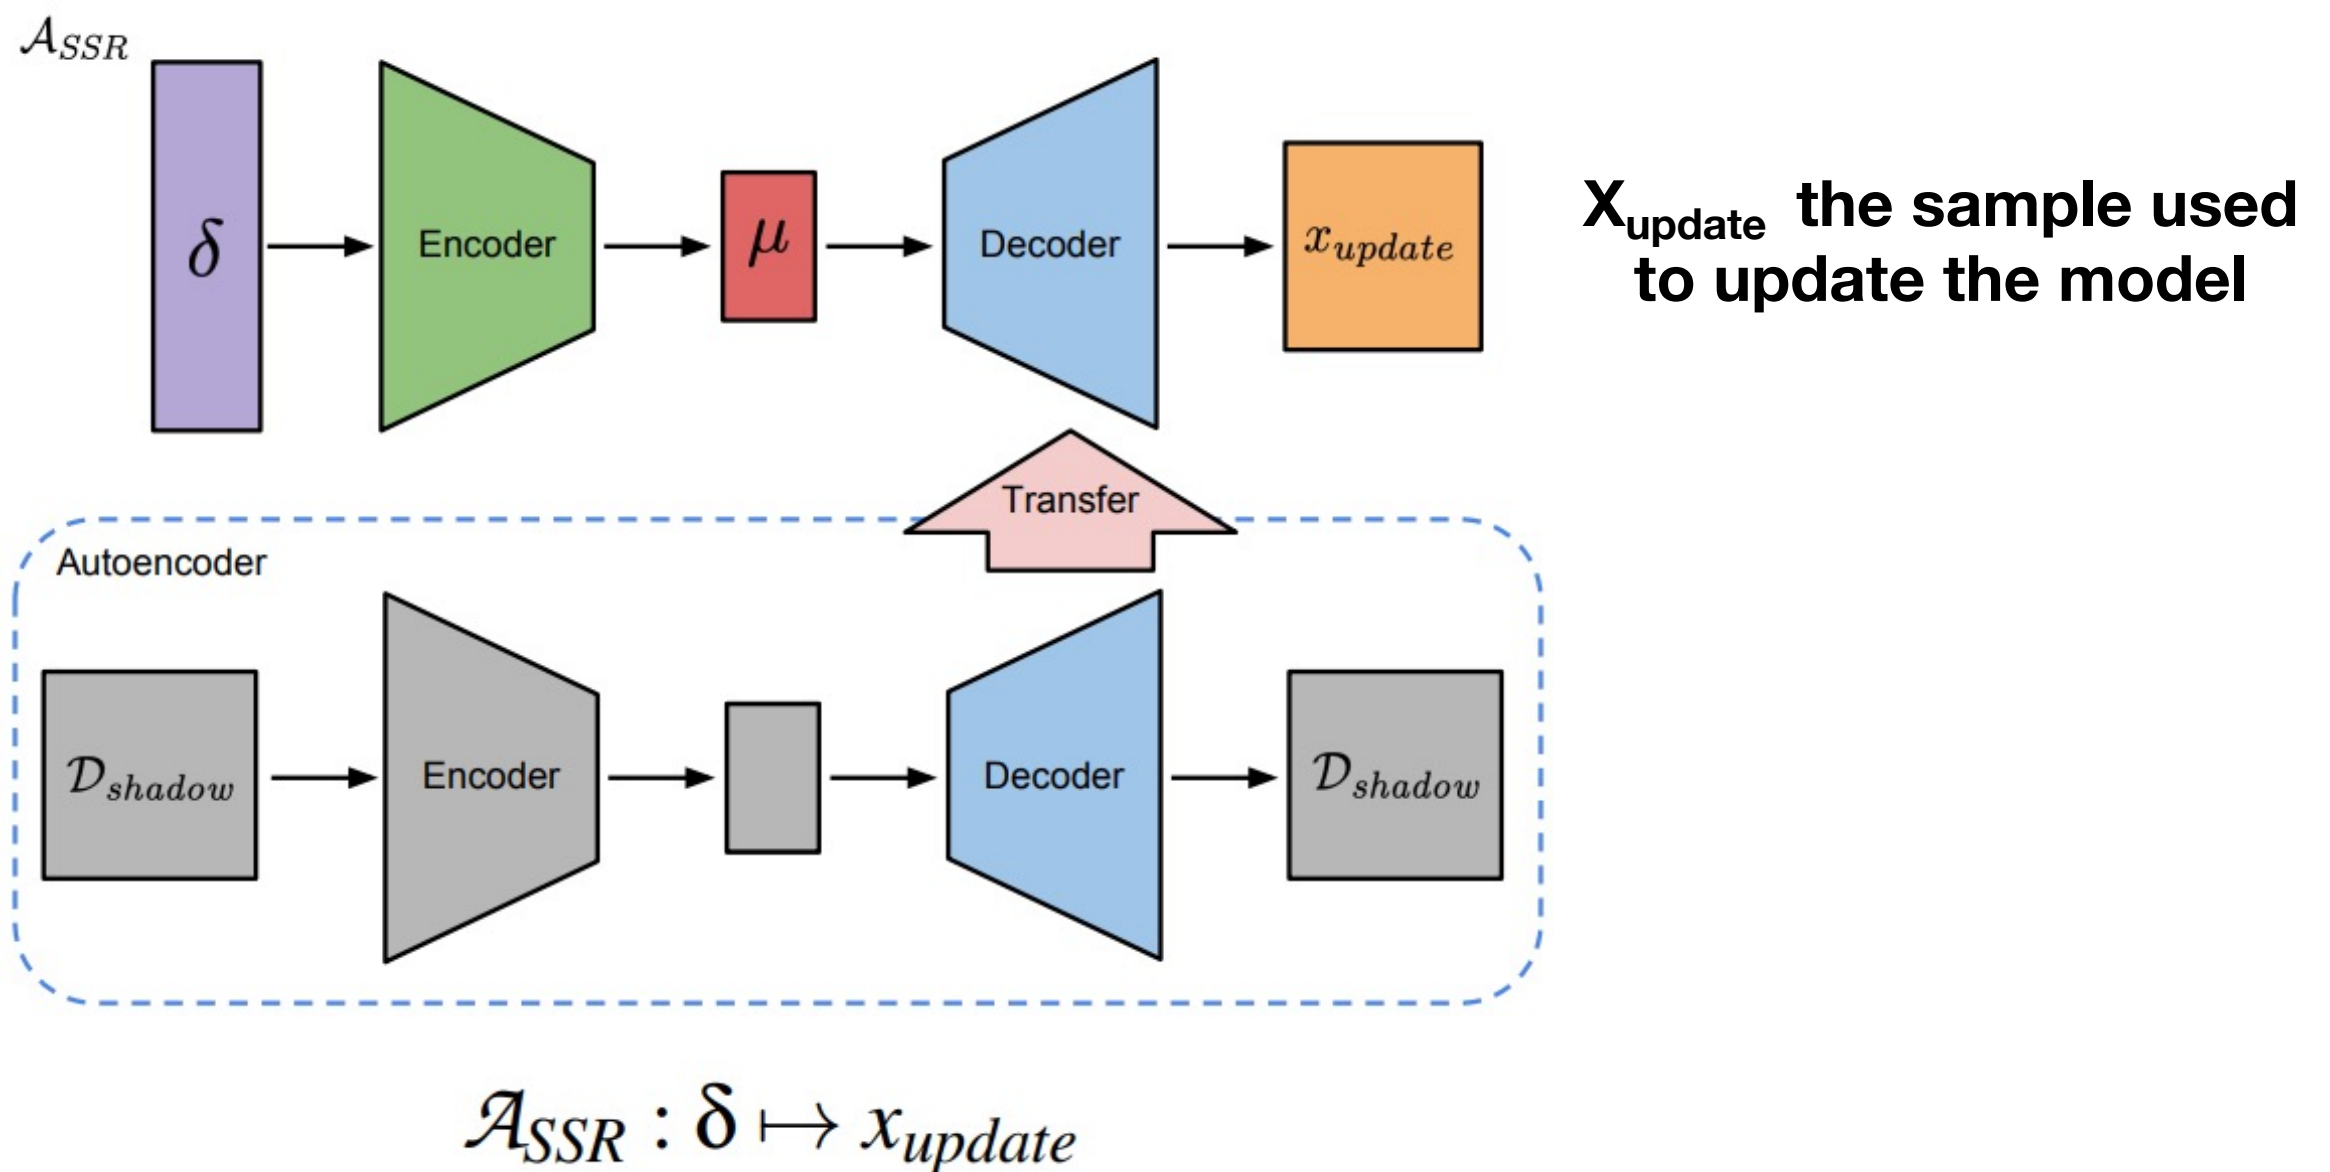 𝒜_SSR
δ
Encoder
μ
Decoder
x_update
X_update the sample used
to update the model
Transfer
Autoencoder
𝒟_shadow
Encoder
Decoder
𝒟_shadow
𝒜_SSR : δ ↦ x_update